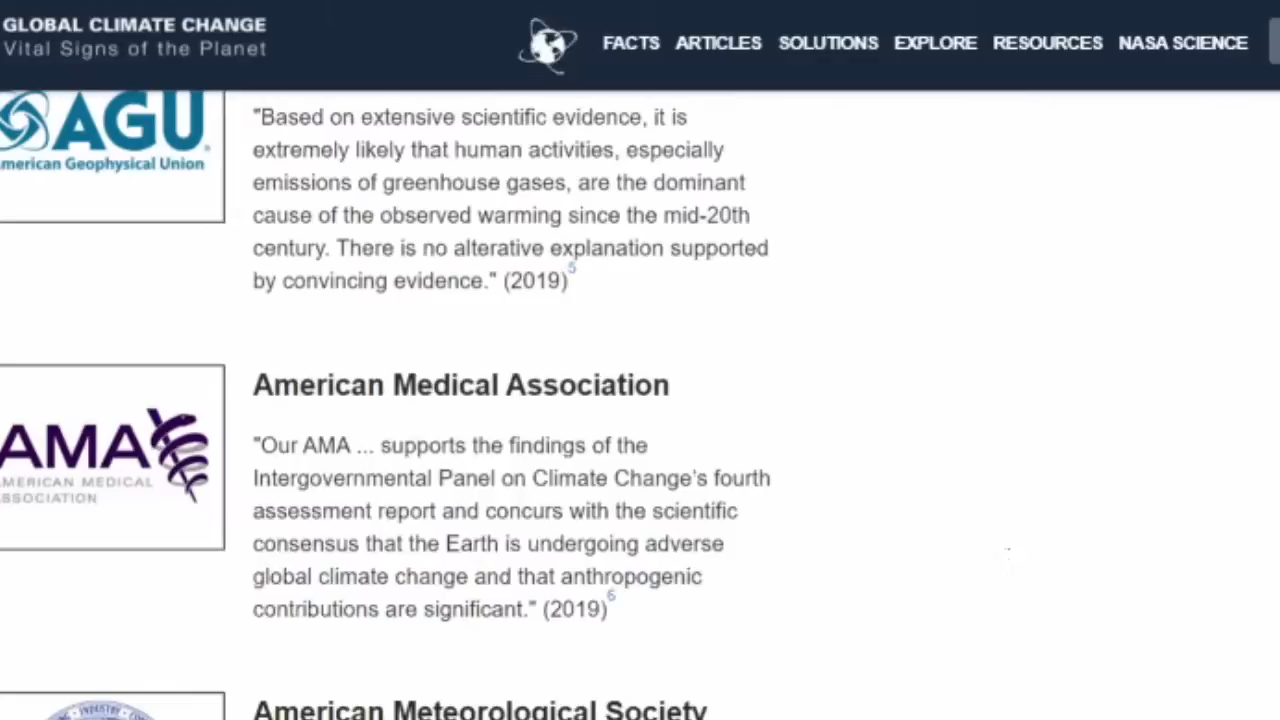 GLOBAL CLIMATE CHANGE
Vital Signs of the Planet
FACTS ARTICLES SOLUTIONS EXPLORE RESOURCES NASA SCIENCE
AGU
merican Geophysical Union
"Based on extensive scientific evidence, it is
extremely likely that human activities, especially
emissions of greenhouse gases, are the dominant
cause of the observed warming since the mid-20th
century. There is no alterative explanation supported
by convincing evidence." (2019)5
AMA
MERICAN MEDICAL
SSOCIATION
American Medical Association
"Our AMA ... supports the findings of the
Intergovernmental Panel on Climate Change's fourth
assessment report and concurs with the scientific
consensus that the Earth is undergoing adverse
global climate change and that anthropogenic
contributions are significant." (2019)6
INDUSTRY
American Meteorological Society